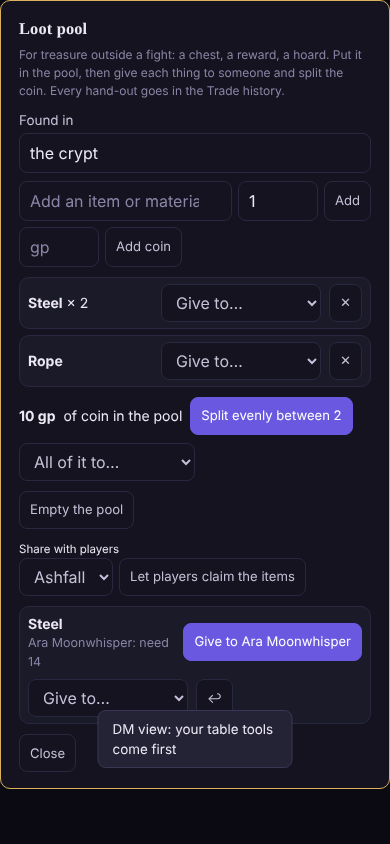 Loot pool
For treasure outside a fight: a chest, a reward, a hoard. Put it
in the pool, then give each thing to someone and split the
coin. Every hand-out goes in the Trade history.
Found in
the crypt
Add an item or materia
1
Add
gp
Add coin
Steel × 2
Give to...
×
Rope
Give to...
×
10 gp of coin in the pool
Split evenly between 2
All of it to...
Empty the pool
Share with players
Ashfall
Let players claim the items
Steel
Ara Moonwhisper: need
14
Give to Ara Moonwhisper
Give to...
↩
DM view: your table tools
come first
Close